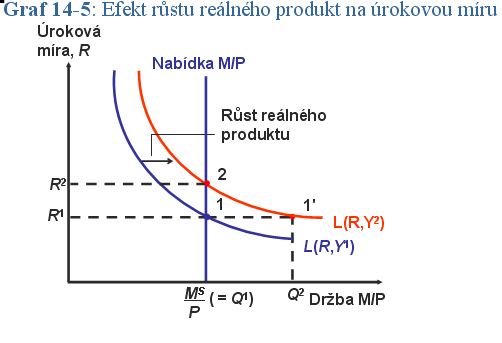 Graf 14-5: Efekt růstu reálného produkt na úrokovou míru
Úroková
míra, R
Nabídka M/P
Růst reálného
produktu
2
R²
1
1'
R¹
L(R,Y²)
L(R,Y¹)
Mˢ
P
( = Q¹)
Q²
Držba M/P